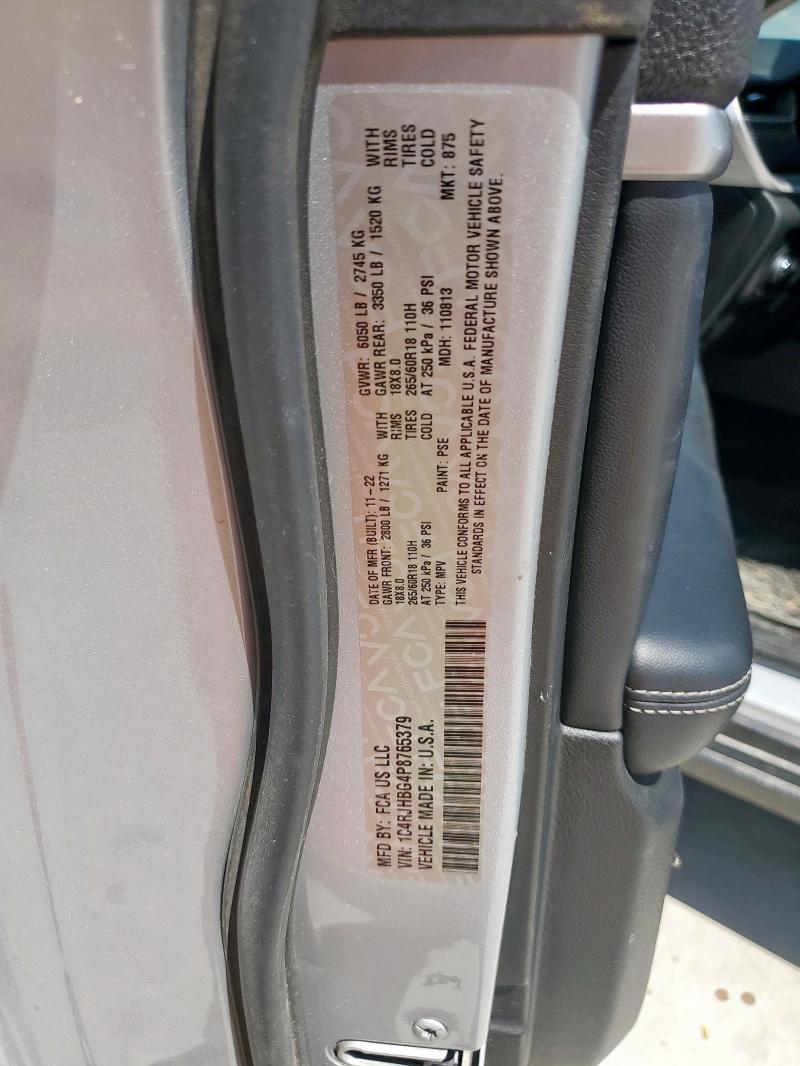 MFD BY: FCA US LLC
VIN: 1C4RJHBG4P8765379
VEHICLE MADE IN: U.S.A.
DATE OF MFR (BUILT): 11-22
GVWR: 6050 LB / 2745 KG
GAWR FRONT: 2800 LB / 1271 KG WITH
GAWR REAR: 3350 LB / 1520 KG WITH
18X8.0 RIMS
18X8.0 RIMS
265/60R18 110H TIRES
265/60R18 110H TIRES
AT 250 kPa / 36 PSI COLD
AT 250 kPa / 36 PSI COLD
TYPE: MPV PAINT: PSE MDH: 110813 MKT: 875
THIS VEHICLE CONFORMS TO ALL APPLICABLE U.S.A. FEDERAL MOTOR VEHICLE SAFETY
STANDARDS IN EFFECT ON THE DATE OF MANUFACTURE SHOWN ABOVE.